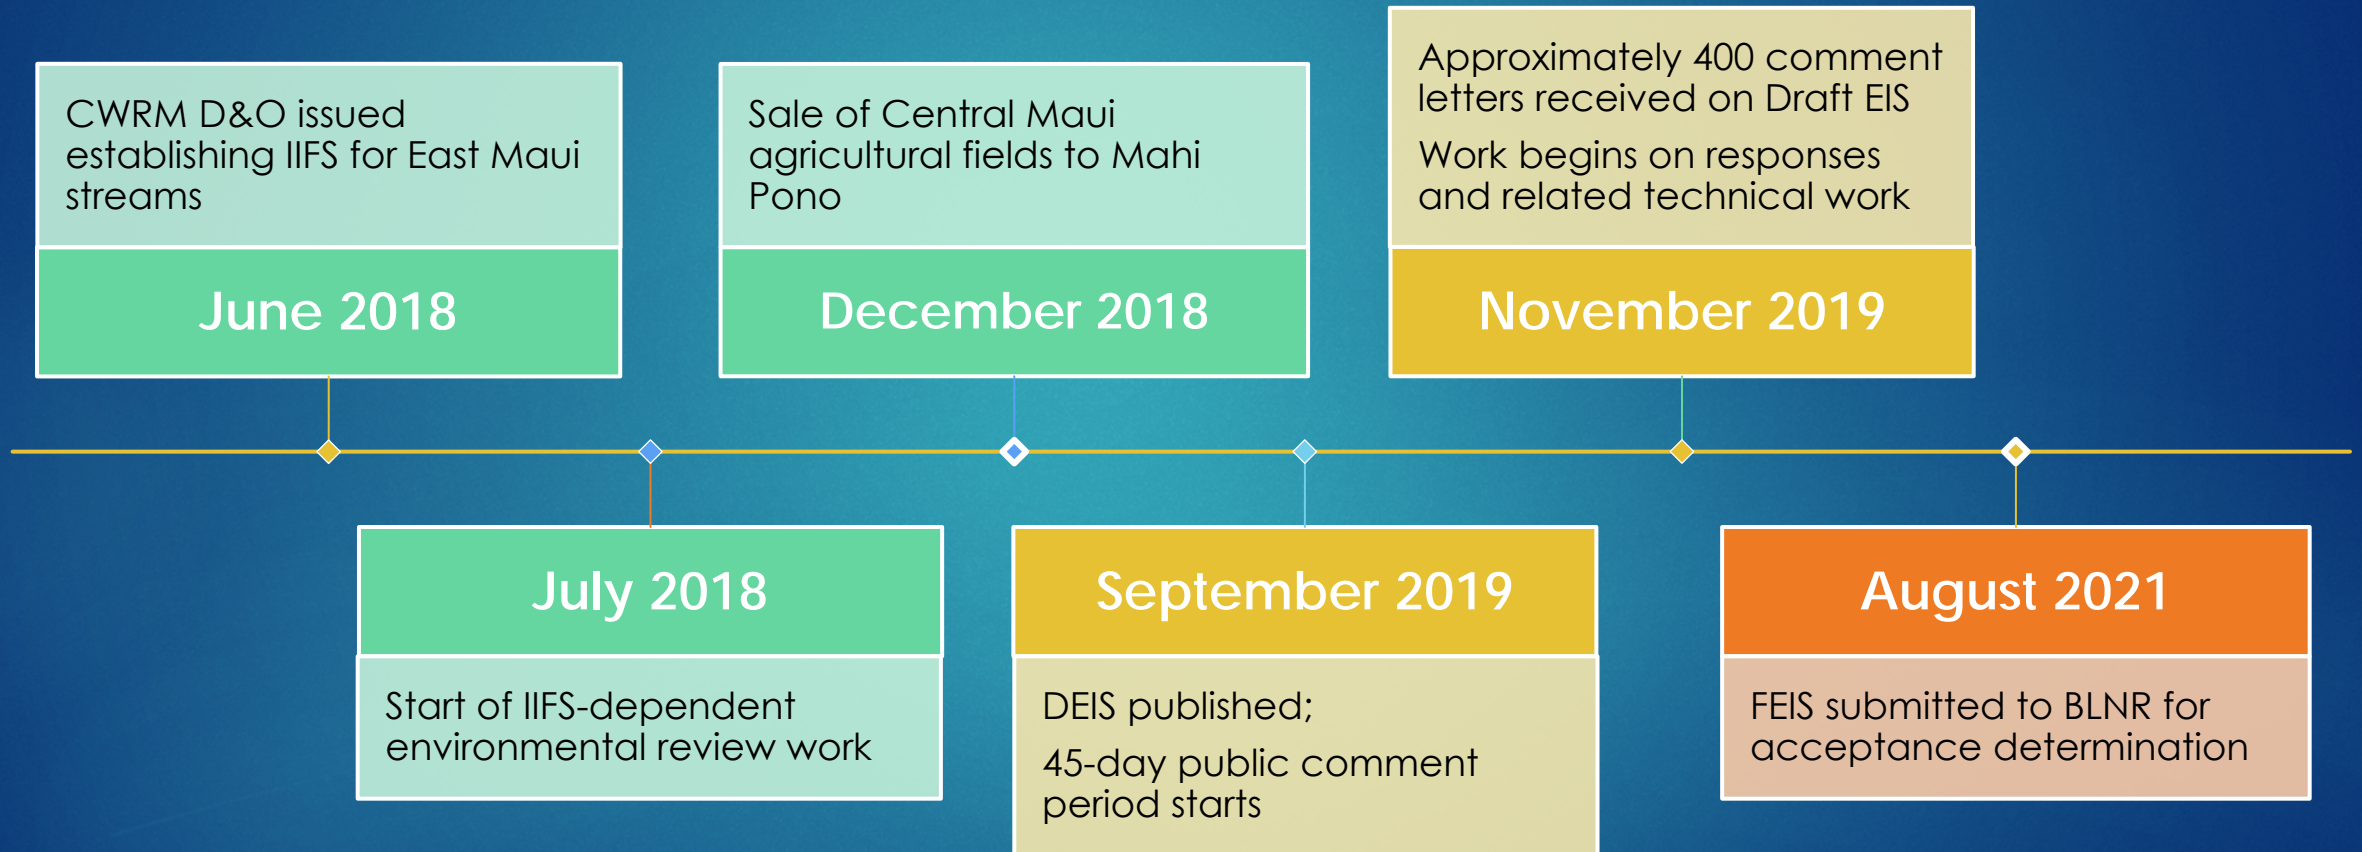 CWRM D&O issued
establishing IIFS for East Maui
streams
June 2018
July 2018
Start of IIFS-dependent
environmental review work
Sale of Central Maui
agricultural fields to Mahi
Pono
December 2018
September 2019
DEIS published;
45-day public comment
period starts
Approximately 400 comment
letters received on Draft EIS
Work begins on responses
and related technical work
November 2019
August 2021
FEIS submitted to BLNR for
acceptance determination